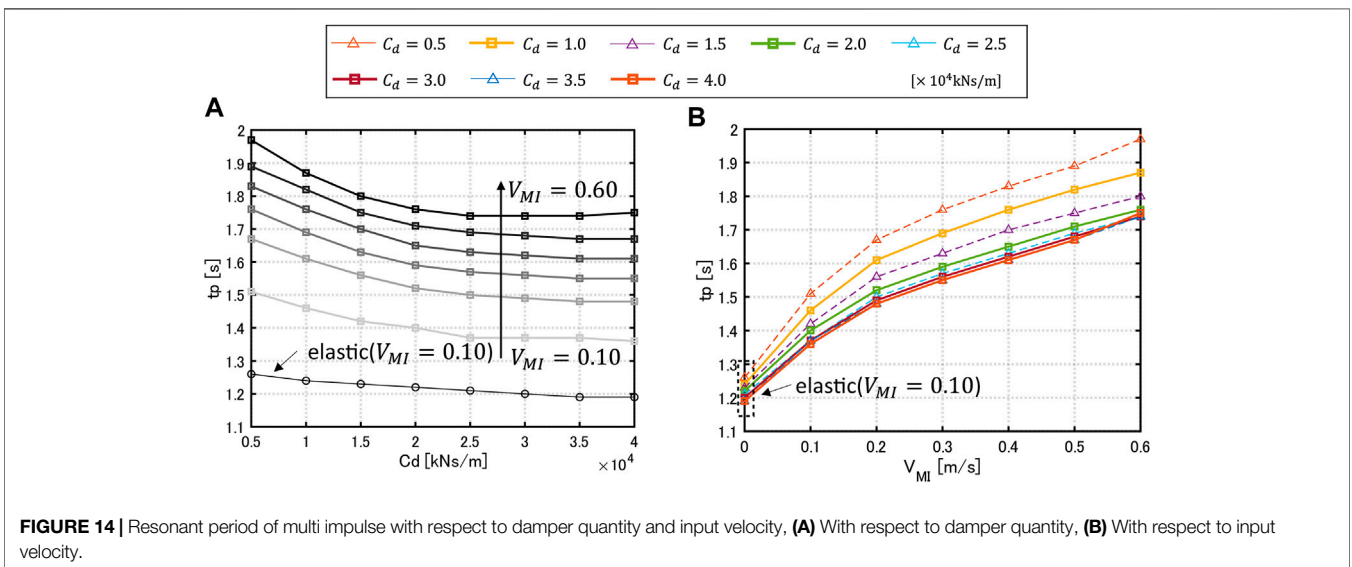 C_d = 0.5 C_d = 1.0 C_d = 1.5 C_d = 2.0 C_d = 2.5
C_d = 3.0 C_d = 3.5 C_d = 4.0 [× 10⁴kNs/m]
A
2
1.9
1.8
1.7
1.6
1.5
1.4
1.3
1.2
1.1
tp [s]
V_MI = 0.60
V_MI = 0.10
elastic(V_MI = 0.10)
0.5 1 1.5 2 2.5 3 3.5 4
Cd [kNs/m] ×10⁴
B
2
1.9
1.8
1.7
1.6
1.5
1.4
1.3
1.2
1.1
tp [s]
elastic(V_MI = 0.10)
0 0.1 0.2 0.3 0.4 0.5 0.6
V_MI [m/s]
FIGURE 14 | Resonant period of multi impulse with respect to damper quantity and input velocity, (A) With respect to damper quantity, (B) With respect to input
velocity.